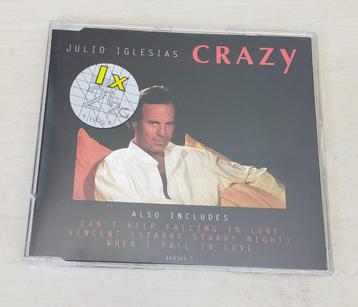 JULIO IGLESIAS CRAZY
1x
ALSO INCLUDES
CAN'T HELP FALLING IN LOVE
VINCENT (STARRY STARRY NIGHT)
WHEN I FALL IN LOVE